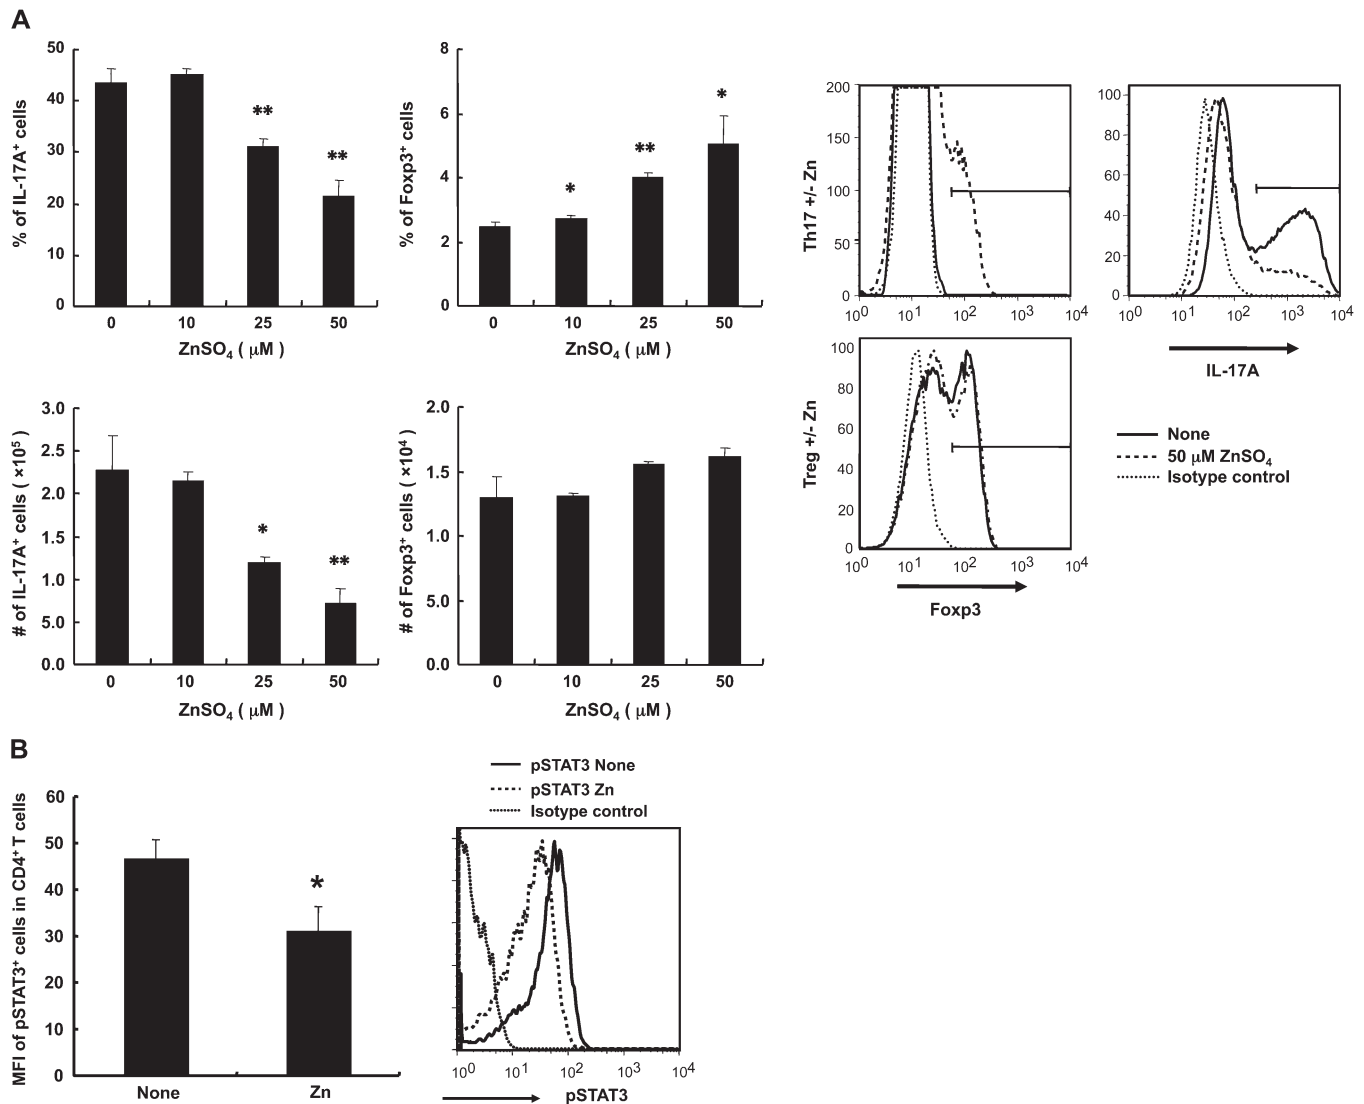 A
% of IL-17A⁺ cells
50
40
30
20
10
0
**
**
0 10 25 50
ZnSO₄ ( μM )
% of Foxp3⁺ cells
8
6
4
2
0
*
**
*
0 10 25 50
ZnSO₄ ( μM )
Th17 +/- Zn
200
150
100
50
0
10⁰ 10¹ 10² 10³ 10⁴
100
80
60
40
20
0
10⁰ 10¹ 10² 10³ 10⁴
IL-17A
Treg +/- Zn
100
80
60
40
20
0
10⁰ 10¹ 10² 10³ 10⁴
Foxp3
None
50 μM ZnSO₄
Isotype control
# of IL-17A⁺ cells ( ×10⁵ )
3.0
2.5
2.0
1.5
1.0
5.0
0.0
*
**
0 10 25 50
ZnSO₄ ( μM )
# of Foxp3⁺ cells ( ×10⁴ )
2.0
1.5
1.0
5.0
0.0
0 10 25 50
ZnSO₄ ( μM )
B
MFI of pSTAT3⁺ cells in CD4⁺ T cells
60
50
40
30
20
10
0
*
None Zn
pSTAT3 None
pSTAT3 Zn
Isotype control
10⁰ 10¹ 10² 10³ 10⁴
pSTAT3